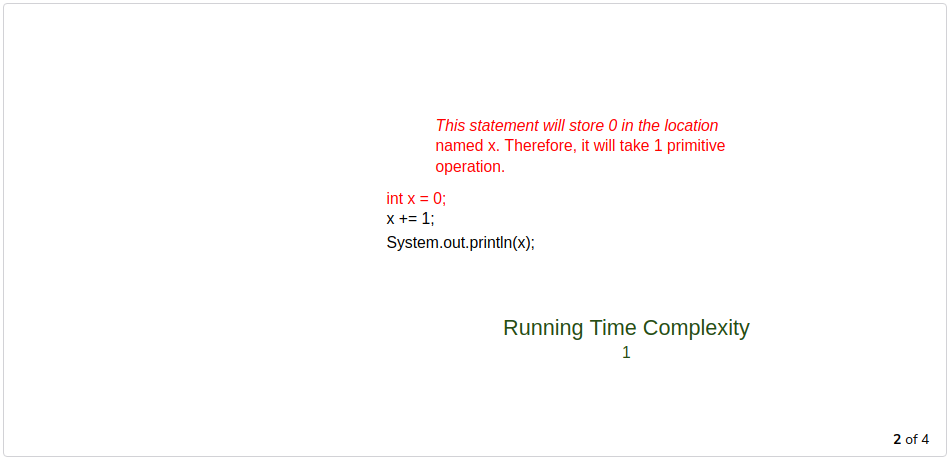 This statement will store 0 in the location
named x. Therefore, it will take 1 primitive
operation.
int x = 0;
x += 1;
System.out.println(x);
Running Time Complexity
1
2 of 4